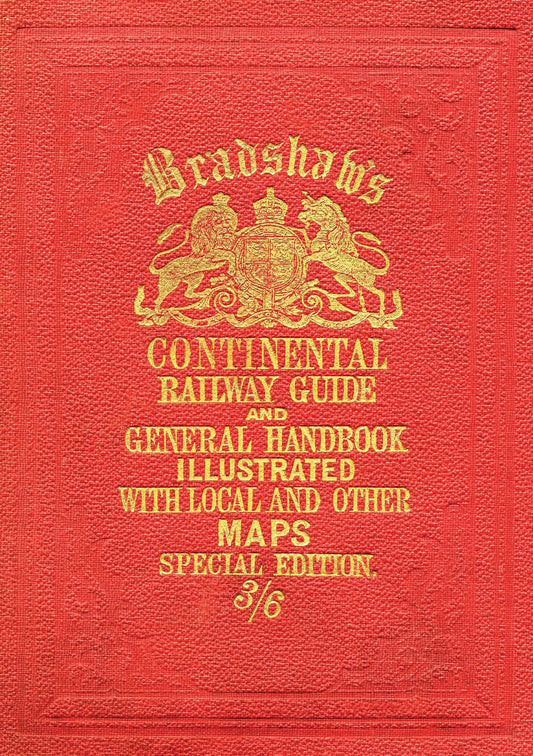 Bradshaw's
CONTINENTAL
RAILWAY GUIDE
AND
GENERAL HANDBOOK
ILLUSTRATED
WITH LOCAL AND OTHER
MAPS
SPECIAL EDITION.
3/6